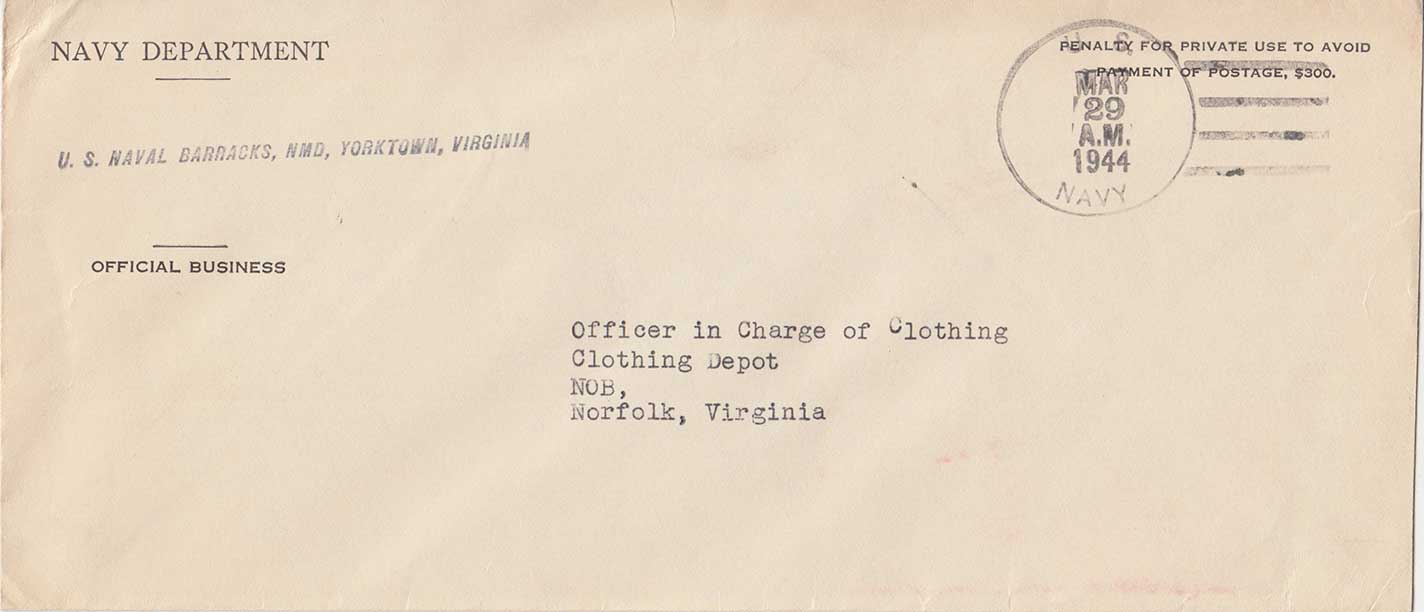 NAVY DEPARTMENT
U. S. NAVAL BARRACKS, NMD, YORKTOWN, VIRGINIA
OFFICIAL BUSINESS
PENALTY FOR PRIVATE USE TO AVOID
PAYMENT OF POSTAGE, $300.
U. S.
MAR
29
A.M.
1944
NAVY
Officer in Charge of Clothing
Clothing Depot
NOB,
Norfolk, Virginia